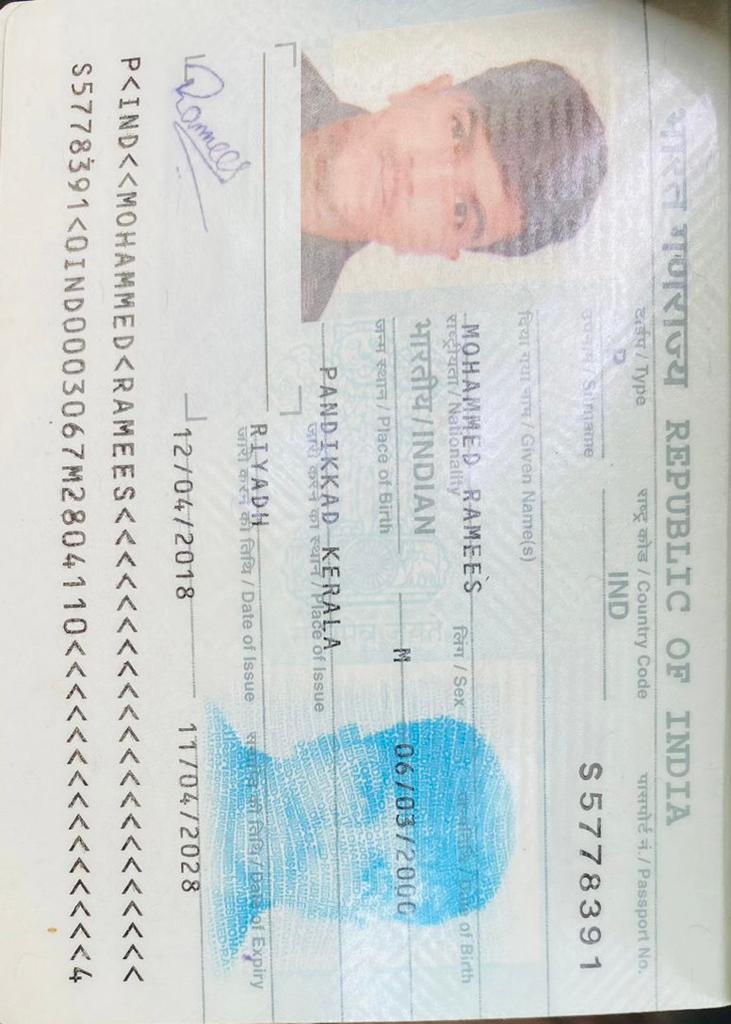 भारत गणराज्य REPUBLIC OF INDIA
टाईप / Type राष्ट्र कोड / Country Code पासपोर्ट नं. / Passport No.
P IND S5778391
उपनाम / Surname
दिया गया नाम / Given Name(s)
MOHAMMED RAMEES
राष्ट्रीयता / Nationality लिंग / Sex जन्मतिथि / Date of Birth
भारतीय / INDIAN M 06/03/2000
जन्म स्थान / Place of Birth
PANDIKKAD KERALA
जारी करने का स्थान / Place of Issue
RIYADH
जारी करने की तिथि / Date of Issue समाप्ति की तिथि / Date of Expiry
Ramees
12/04/2018 11/04/2028
P<IND<<MOHAMMED<RAMEES<<<<<<<<<<<<<<<<<<<<<<
S5778391<0IND0003067M2804110<<<<<<<<<<<<<<<4